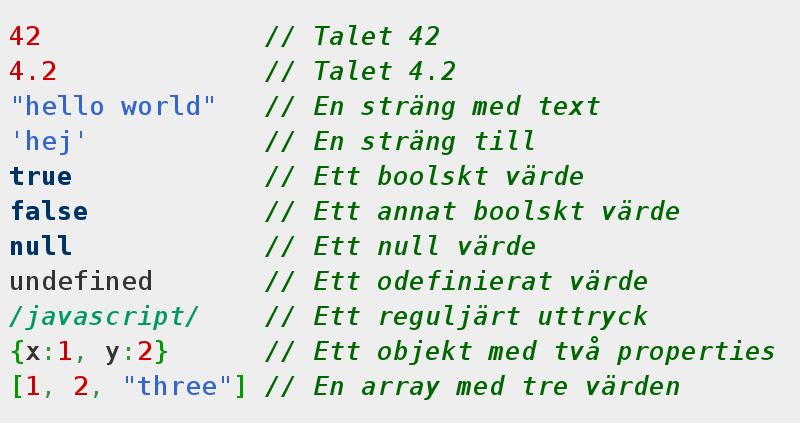 42 // Talet 42
4.2 // Talet 4.2
"hello world" // En sträng med text
'hej' // En sträng till
true // Ett boolskt värde
false // Ett annat boolskt värde
null // Ett null värde
undefined // Ett odefinierat värde
/javascript/ // Ett reguljärt uttryck
{x:1, y:2} // Ett objekt med två properties
[1, 2, "three"] // En array med tre värden